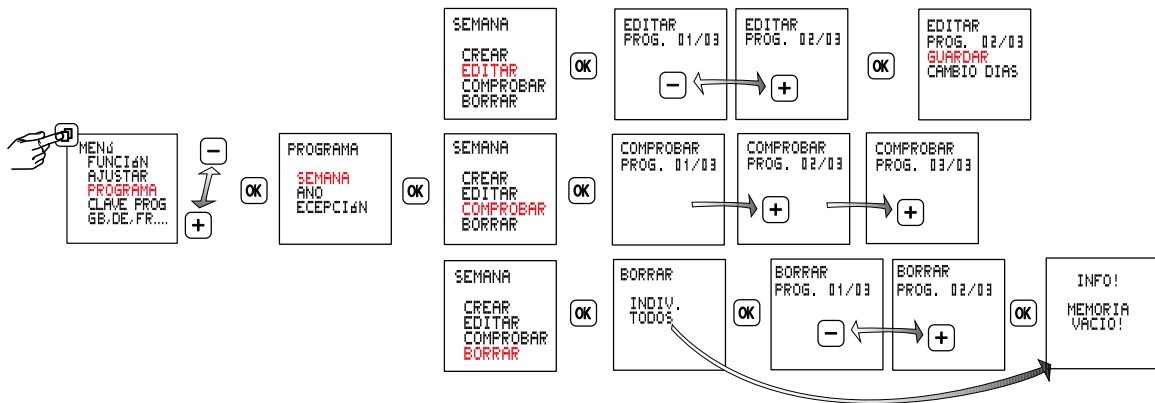 MENú
FUNCIóN
AJUSTAR
PROGRAMA
CLAVE PROG
GB,DE,FR....
−
+
OK
PROGRAMA
SEMANA
ANO
ECEPCIóN
OK
SEMANA
CREAR
EDITAR
COMPROBAR
BORRAR
OK
EDITAR
PROG. 01/03
−
EDITAR
PROG. 02/03
+
OK
EDITAR
PROG. 02/03
GUARDAR
CAMBIO DIAS
SEMANA
CREAR
EDITAR
COMPROBAR
BORRAR
OK
COMPROBAR
PROG. 01/03
COMPROBAR
PROG. 02/03
+
COMPROBAR
PROG. 03/03
+
SEMANA
CREAR
EDITAR
COMPROBAR
BORRAR
OK
BORRAR
INDIV.
TODOS
OK
BORRAR
PROG. 01/03
−
BORRAR
PROG. 02/03
+
OK
INFO!
MEMORIA
VACIO!